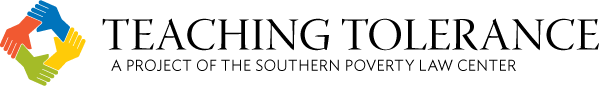 TEACHING TOLERANCE
A PROJECT OF THE SOUTHERN POVERTY LAW CENTER